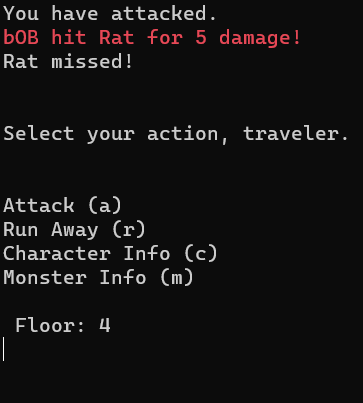 You have attacked.
bOB hit Rat for 5 damage!
Rat missed!
Select your action, traveler.
Attack (a)
Run Away (r)
Character Info (c)
Monster Info (m)
Floor: 4